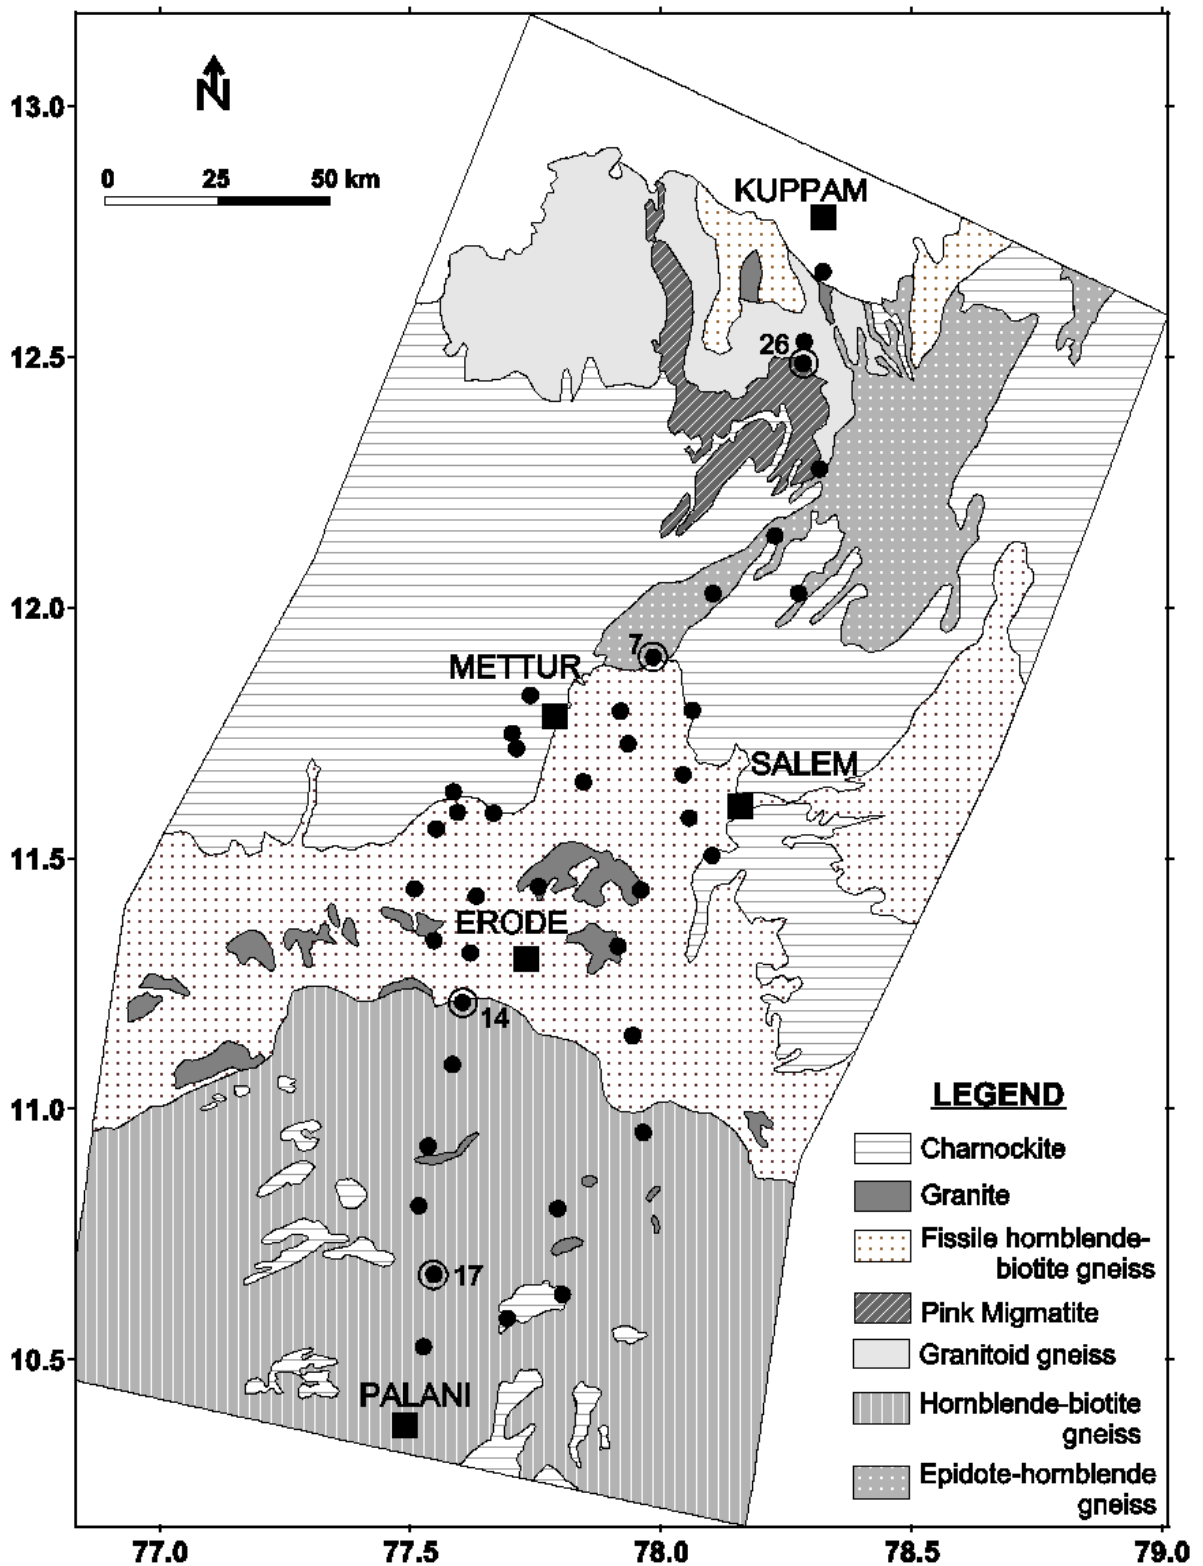 N
13.0
0 25 50 km
KUPPAM
12.5
26
12.0
7
METTUR
SALEM
11.5
ERODE
14
11.0
LEGEND
Charnockite
Granite
Fissile hornblende-
biotite gneiss
17
Pink Migmatite
10.5
Granitoid gneiss
PALANI
Hornblende-biotite
gneiss
Epidote-hornblende
gneiss
77.0 77.5 78.0 78.5 79.0